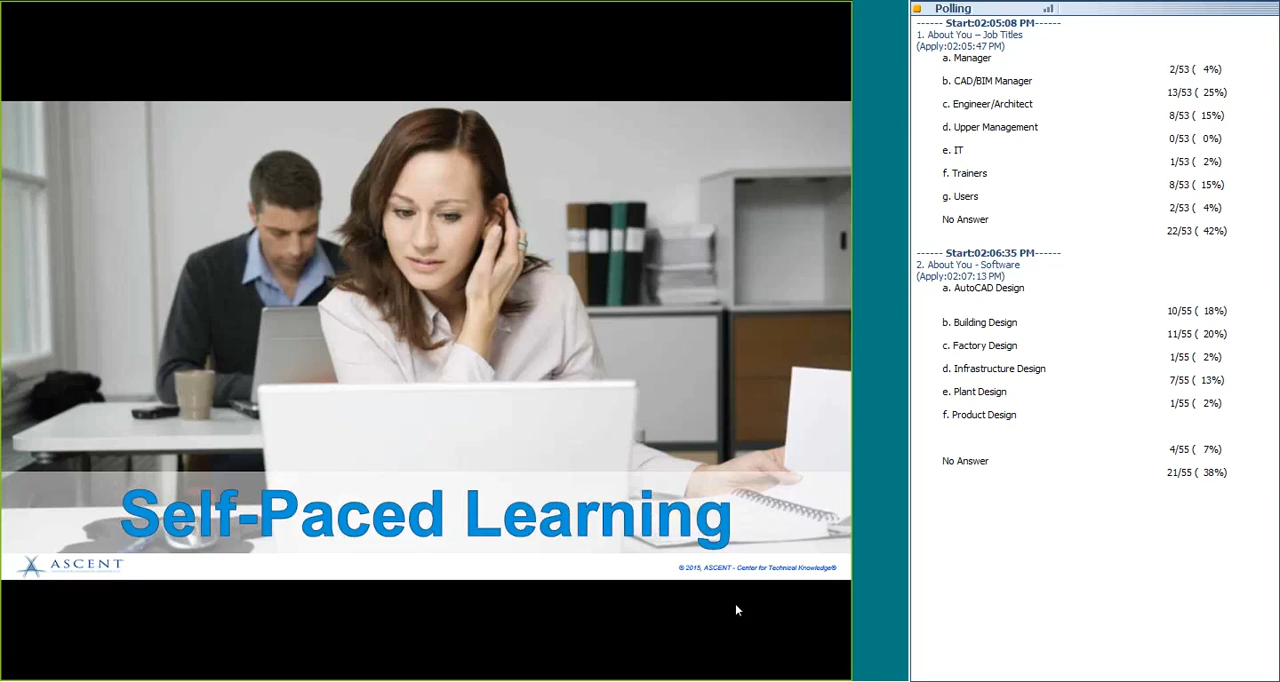 Self-Paced Learning
ASCENT
® 2015, ASCENT - Center for Technical Knowledge®
Polling
------ Start:02:05:08 PM------
1. About You – Job Titles
(Apply:02:05:47 PM)
a. Manager
2/53 ( 4%)
b. CAD/BIM Manager
13/53 ( 25%)
c. Engineer/Architect
8/53 ( 15%)
d. Upper Management
0/53 ( 0%)
e. IT
1/53 ( 2%)
f. Trainers
8/53 ( 15%)
g. Users
2/53 ( 4%)
No Answer
22/53 ( 42%)
------ Start:02:06:35 PM------
2. About You - Software
(Apply:02:07:13 PM)
a. AutoCAD Design
10/55 ( 18%)
b. Building Design
11/55 ( 20%)
c. Factory Design
1/55 ( 2%)
d. Infrastructure Design
7/55 ( 13%)
e. Plant Design
1/55 ( 2%)
f. Product Design
4/55 ( 7%)
No Answer
21/55 ( 38%)